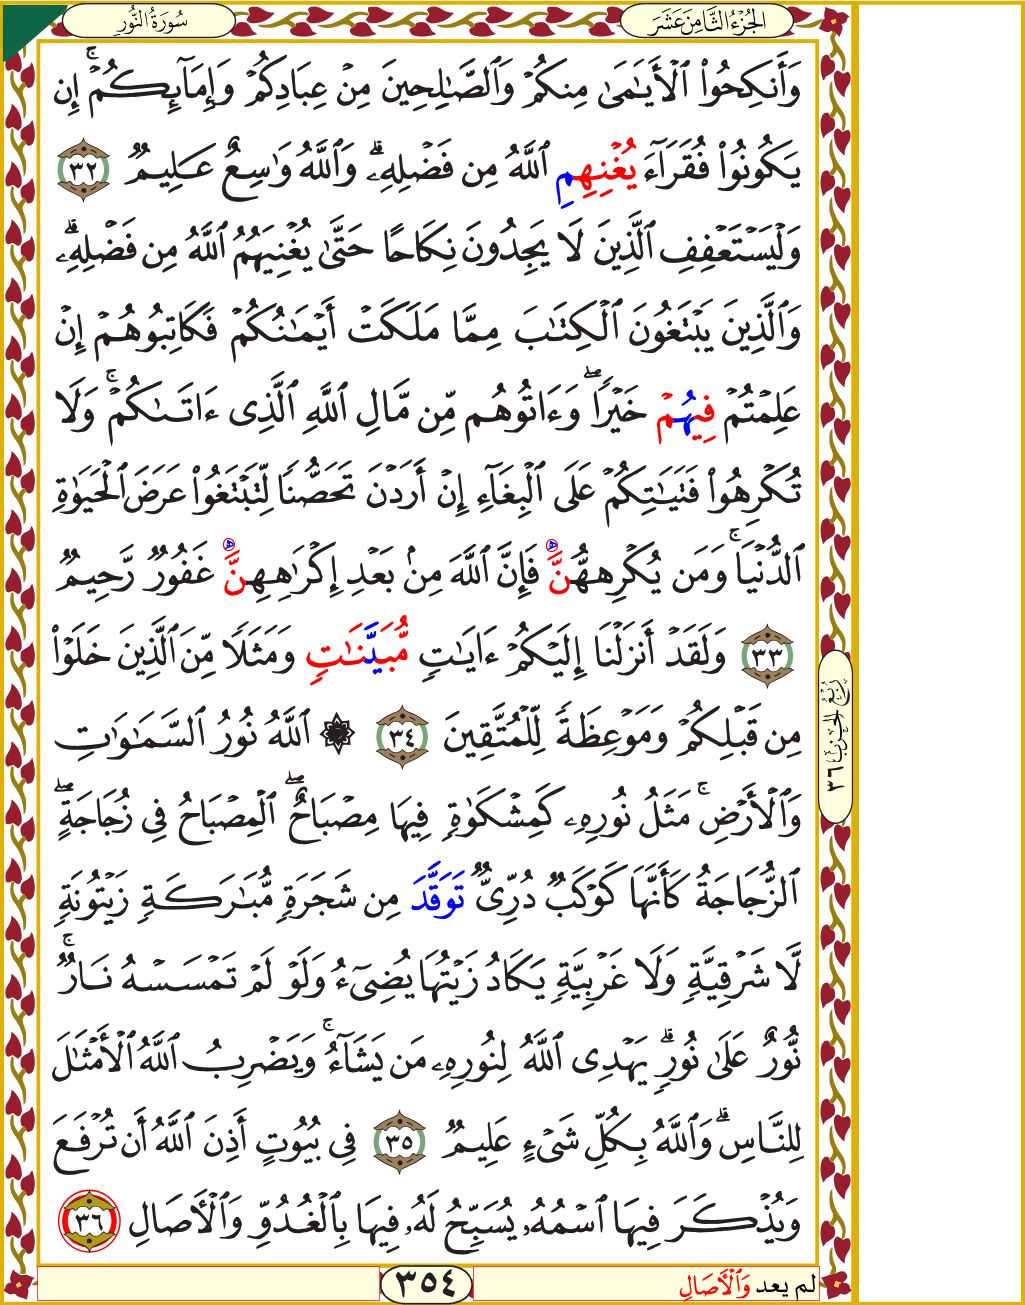 الجُزْءُ الثَّامِنَ عَشَرَ
سُورَةُ النُّورِ
وَأَنكِحُوا۟ ٱلْأَيَـٰمَىٰ مِنكُمْ وَٱلصَّـٰلِحِينَ مِنْ عِبَادِكُمْ وَإِمَآئِكُمْ ۚ إِن
يَكُونُوا۟ فُقَرَآءَ يُغْنِهِمِ ٱللَّهُ مِن فَضْلِهِۦ ۗ وَٱللَّهُ وَٰسِعٌ عَلِيمٌ ٣٢
وَلْيَسْتَعْفِفِ ٱلَّذِينَ لَا يَجِدُونَ نِكَاحًا حَتَّىٰ يُغْنِيَهُمُ ٱللَّهُ مِن فَضْلِهِۦ ۗ
وَٱلَّذِينَ يَبْتَغُونَ ٱلْكِتَـٰبَ مِمَّا مَلَكَتْ أَيْمَـٰنُكُمْ فَكَاتِبُوهُمْ إِنْ
عَلِمْتُمْ فِيهُمْ خَيْرًا ۖ وَءَاتُوهُم مِّن مَّالِ ٱللَّهِ ٱلَّذِى ءَاتَىٰكُمْ ۚ وَلَا
تُكْرِهُوا۟ فَتَيَـٰتِكُمْ عَلَى ٱلْبِغَآءِ إِنْ أَرَدْنَ تَحَصُّنًا لِّتَبْتَغُوا۟ عَرَضَ ٱلْحَيَوٰةِ
ٱلدُّنْيَا ۚ وَمَن يُكْرِههُّنَّ فَإِنَّ ٱللَّهَ مِنۢ بَعْدِ إِكْرَٰهِهِنَّ غَفُورٌ رَّحِيمٌ
٣٣ وَلَقَدْ أَنزَلْنَآ إِلَيْكُمْ ءَايَـٰتٍ مُّبَيَّنَـٰتٍ وَمَثَلًا مِّنَ ٱلَّذِينَ خَلَوْا۟
مِن قَبْلِكُمْ وَمَوْعِظَةً لِّلْمُتَّقِينَ ٣٤ ۞ ٱللَّهُ نُورُ ٱلسَّمَـٰوَٰتِ
وَٱلْأَرْضِ ۚ مَثَلُ نُورِهِۦ كَمِشْكَوٰةٍ فِيهَا مِصْبَاحٌ ۖ ٱلْمِصْبَاحُ فِى زُجَاجَةٍ ۖ
ٱلزُّجَاجَةُ كَأَنَّهَا كَوْكَبٌ دُرِّىٌّ تَوَقَّدَ مِن شَجَرَةٍ مُّبَـٰرَكَةٍ زَيْتُونَةٍ
لَّا شَرْقِيَّةٍ وَلَا غَرْبِيَّةٍ يَكَادُ زَيْتُهَا يُضِىٓءُ وَلَوْ لَمْ تَمْسَسْهُ نَارٌ ۚ
نُّورٌ عَلَىٰ نُورٍ ۗ يَهْدِى ٱللَّهُ لِنُورِهِۦ مَن يَشَآءُ ۚ وَيَضْرِبُ ٱللَّهُ ٱلْأَمْثَـٰلَ
لِلنَّاسِ ۗ وَٱللَّهُ بِكُلِّ شَىْءٍ عَلِيمٌ ٣٥ فِى بُيُوتٍ أَذِنَ ٱللَّهُ أَن تُرْفَعَ
وَيُذْكَرَ فِيهَا ٱسْمُهُۥ يُسَبِّحُ لَهُۥ فِيهَا بِٱلْغُدُوِّ وَٱلْأَصَالِ ٣٦
رُبْعُ الحِزْب ٣٦
لم يعد وَٱلْأَصَالِ
٣٥٤